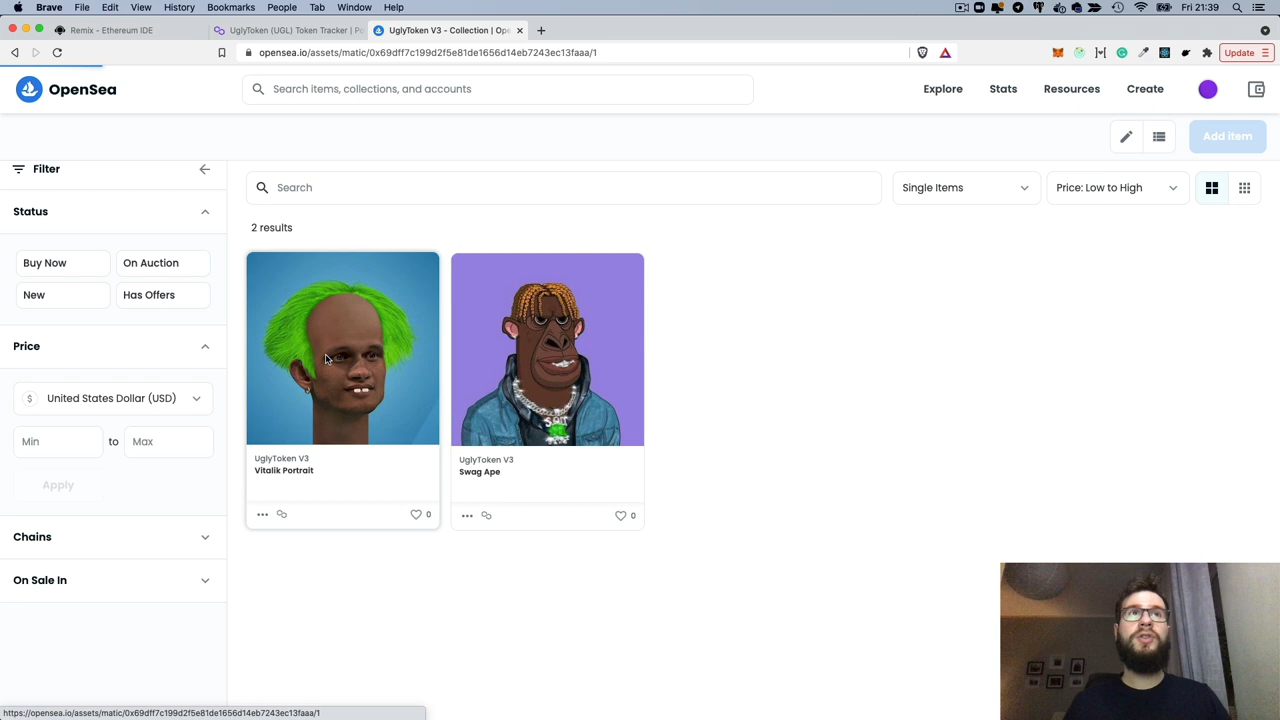 Brave File Edit View History Bookmarks People Tab Window Help Fri 21:39
Remix - Ethereum IDE
UglyToken (UGL) Token Tracker | Po
UglyToken V3 - Collection | Ope
opensea.io/assets/matic/0x69dff7c199d2f5e81de1656d14eb7243ec13faaa/1
Update
OpenSea
Search items, collections, and accounts
Explore Stats Resources Create
Add item
Filter
Search
Single Items
Price: Low to High
Status
2 results
Buy Now On Auction
New Has Offers
Price
$ United States Dollar (USD)
Min to Max
Apply
UglyToken V3
Vitalik Portrait
0
UglyToken V3
Swag Ape
0
Chains
On Sale In
https://opensea.io/assets/matic/0x69dff7c199d2f5e81de1656d14eb7243ec13faaa/1